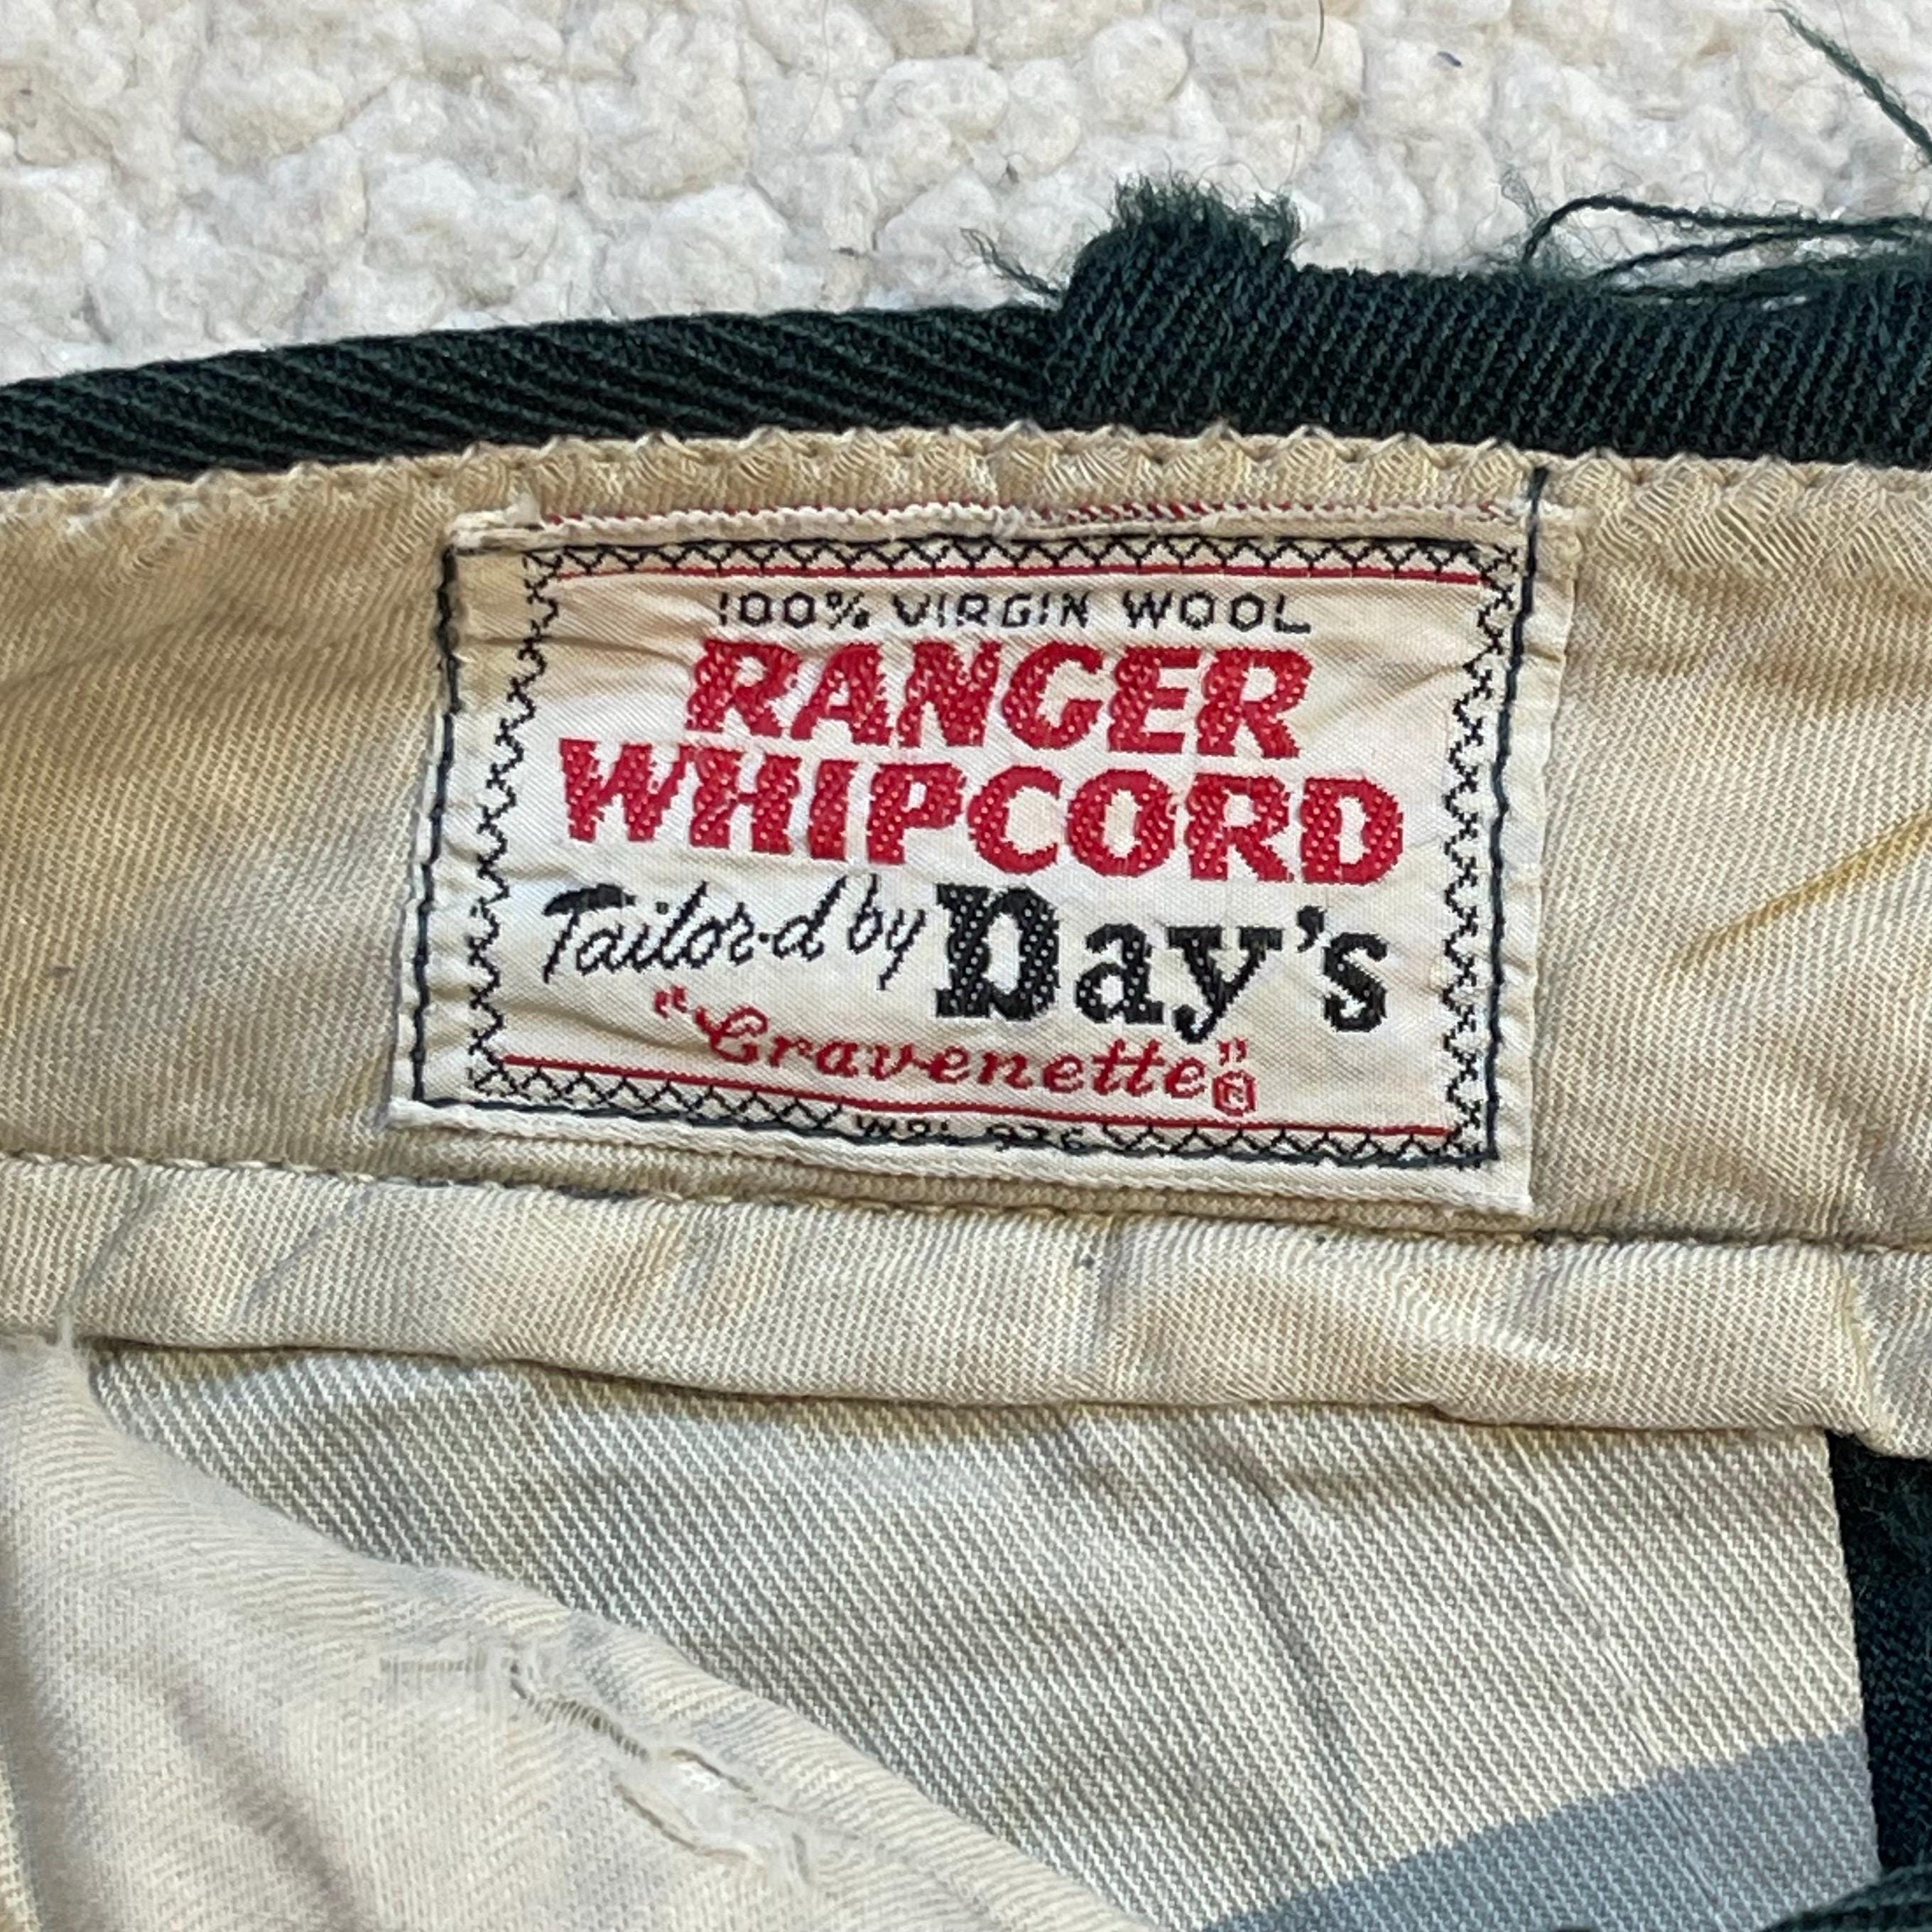 100% VIRGIN WOOL
RANGER
WHIPCORD
Tailored by Day's
"Cravenette"®